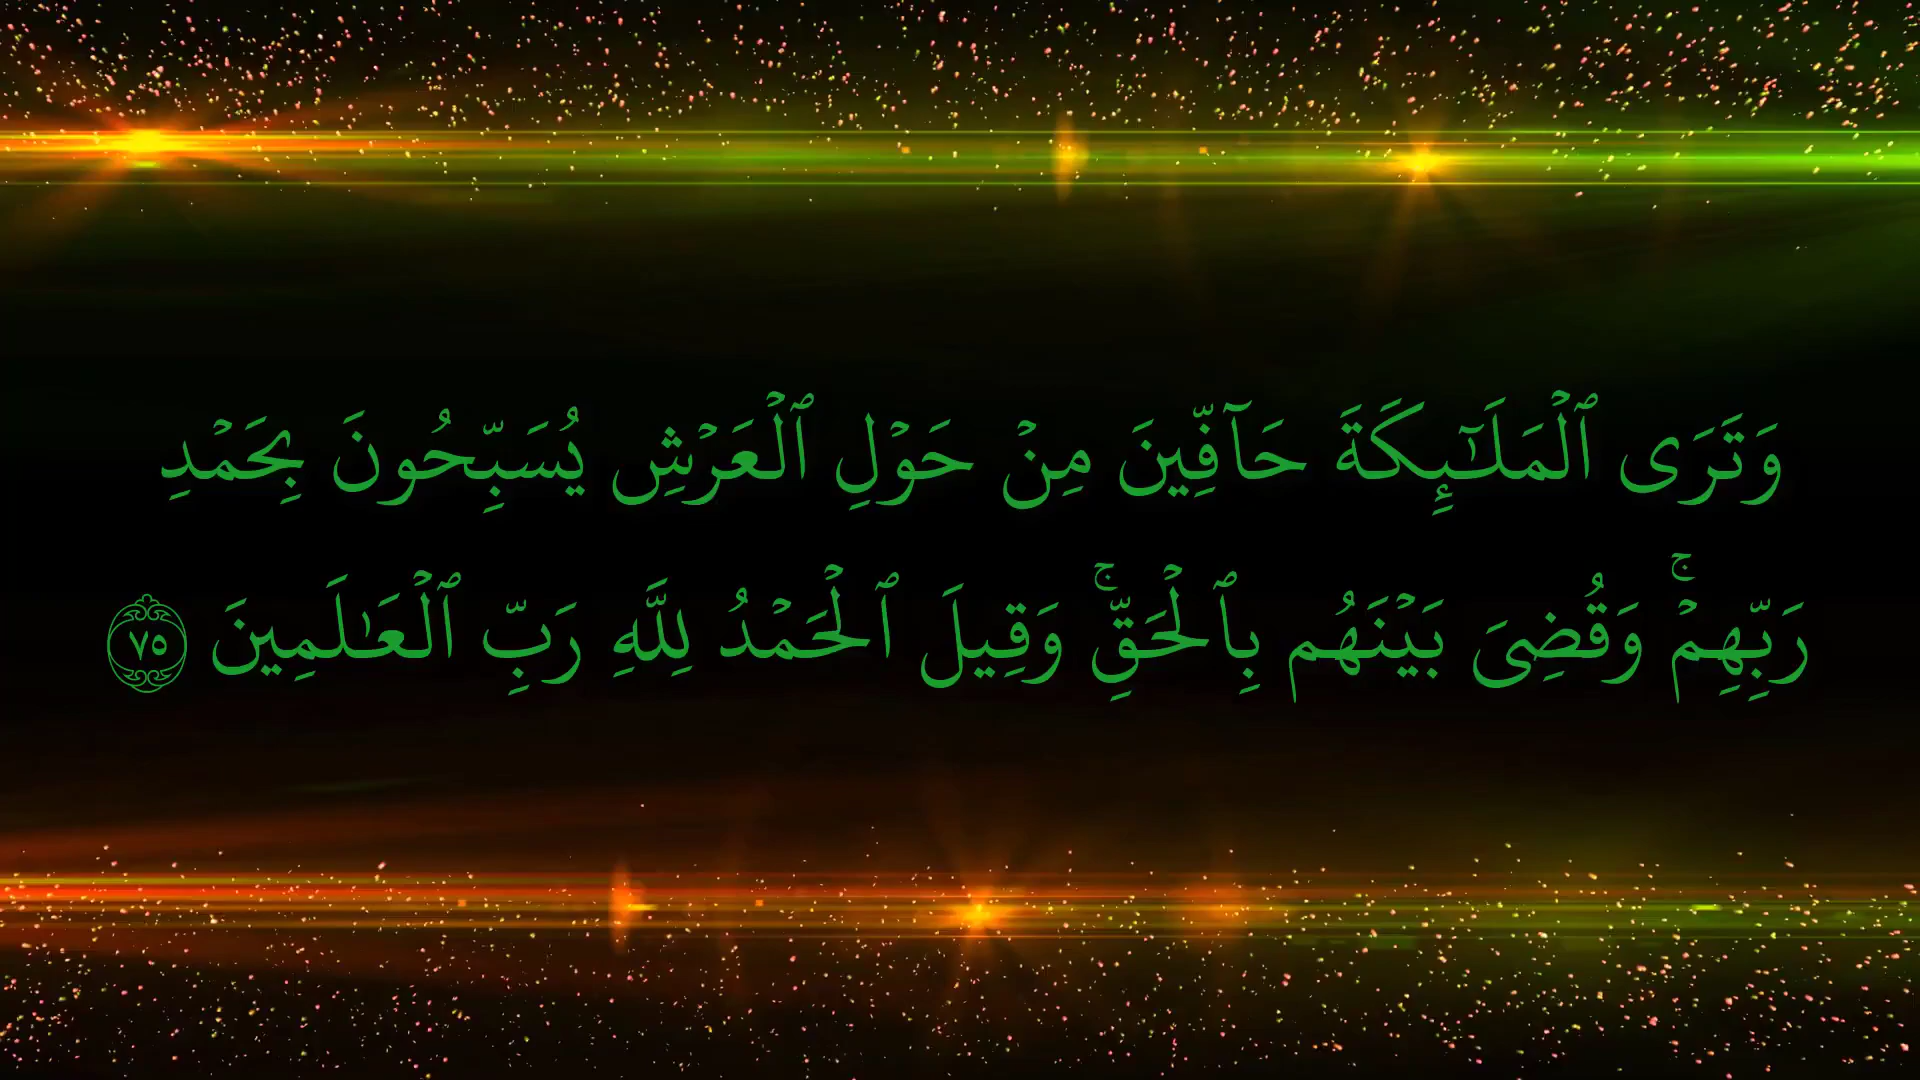 وَتَرَى ٱلْمَلَـٰٓئِكَةَ حَآفِّينَ مِنْ حَوْلِ ٱلْعَرْشِ يُسَبِّحُونَ بِحَمْدِ
رَبِّهِمْ ۚ وَقُضِىَ بَيْنَهُم بِٱلْحَقِّ ۚ وَقِيلَ ٱلْحَمْدُ لِلَّهِ رَبِّ ٱلْعَـٰلَمِينَ ٧٥